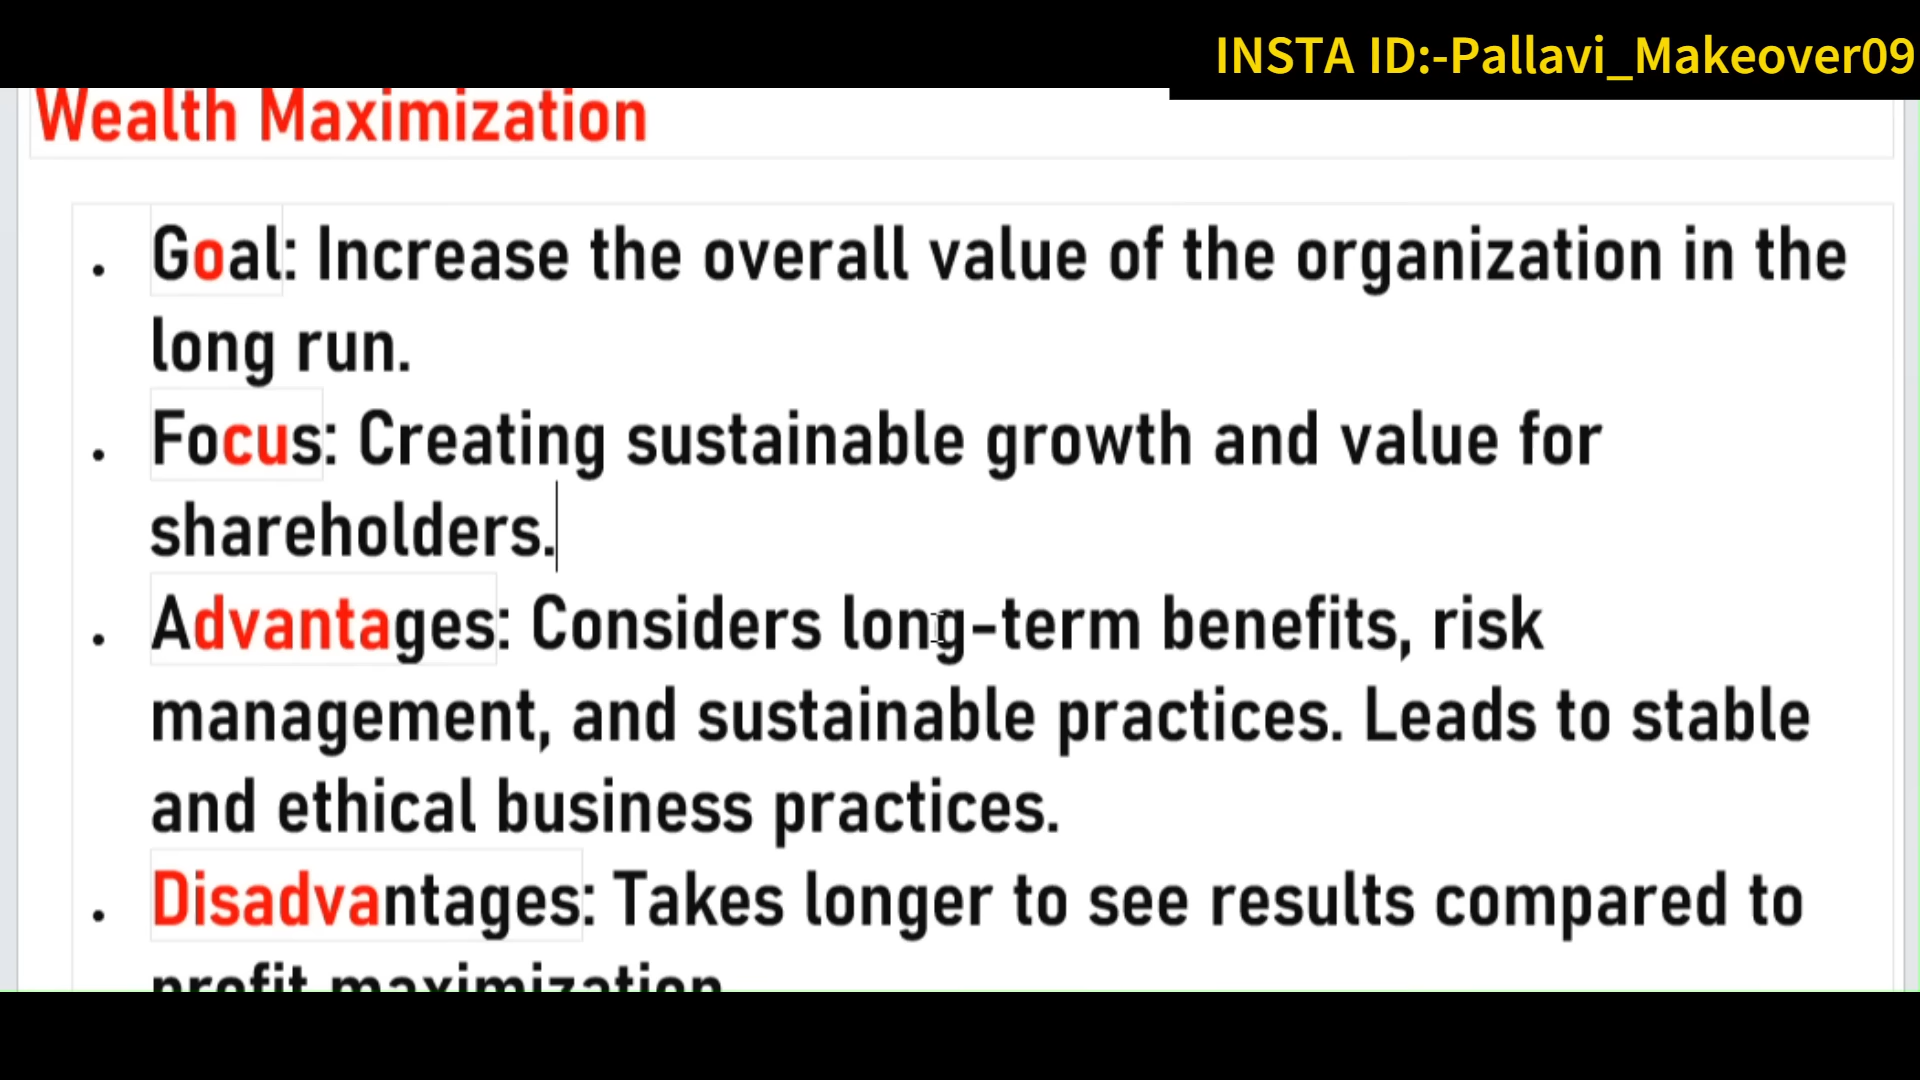 INSTA ID:-Pallavi_Makeover09
Wealth Maximization
• Goal: Increase the overall value of the organization in the
long run.
• Focus: Creating sustainable growth and value for
shareholders.
• Advantages: Considers long-term benefits, risk
management, and sustainable practices. Leads to stable
and ethical business practices.
• Disadvantages: Takes longer to see results compared to
profit maximization